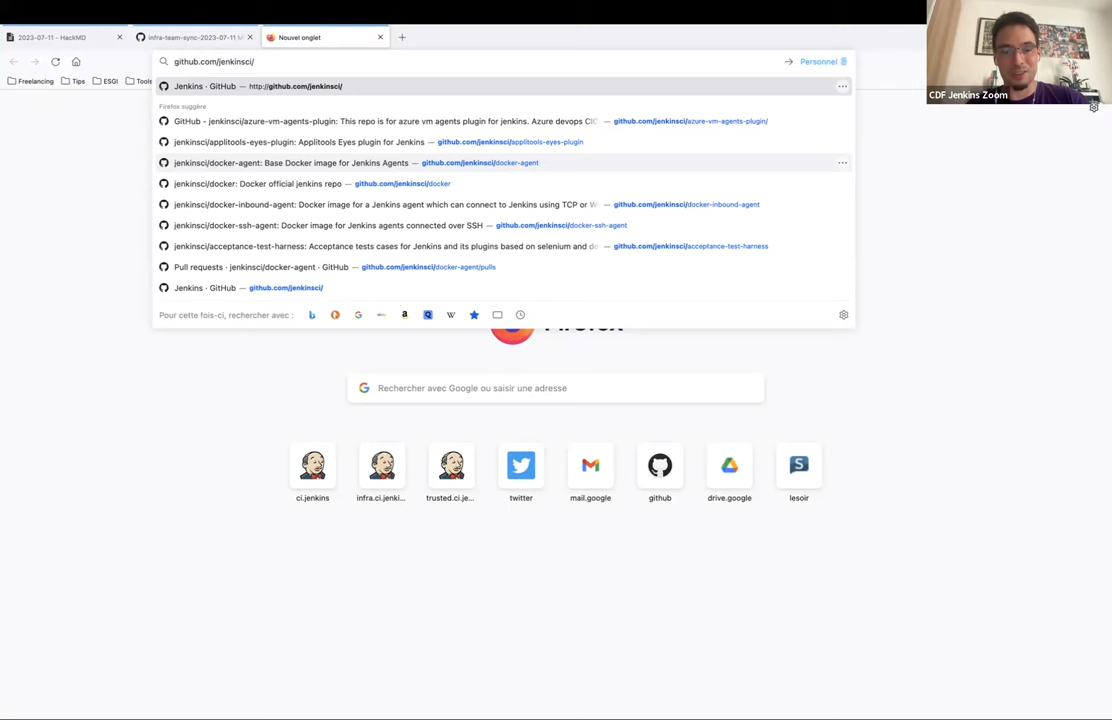 2023-07-11 - HackMD
infra-team-sync-2023-07-11 M
Nouvel onglet
github.com/jenkinsci/
Personnel
CDF Jenkins Zoom
Freelancing
Tips
ESGI
Tools
Jenkins · GitHub — http://github.com/jenkinsci/
Firefox suggère
GitHub - jenkinsci/azure-vm-agents-plugin: This repo is for azure vm agents plugin for jenkins. Azure devops CIC — github.com/jenkinsci/azure-vm-agents-plugin/
jenkinsci/applitools-eyes-plugin: Applitools Eyes plugin for Jenkins — github.com/jenkinsci/applitools-eyes-plugin
jenkinsci/docker-agent: Base Docker image for Jenkins Agents — github.com/jenkinsci/docker-agent
jenkinsci/docker: Docker official jenkins repo — github.com/jenkinsci/docker
jenkinsci/docker-inbound-agent: Docker image for a Jenkins agent which can connect to Jenkins using TCP or We — github.com/jenkinsci/docker-inbound-agent
jenkinsci/docker-ssh-agent: Docker image for Jenkins agents connected over SSH — github.com/jenkinsci/docker-ssh-agent
jenkinsci/acceptance-test-harness: Acceptance tests cases for Jenkins and its plugins based on selenium and do — github.com/jenkinsci/acceptance-test-harness
Pull requests · jenkinsci/docker-agent · GitHub — github.com/jenkinsci/docker-agent/pulls
Jenkins · GitHub — github.com/jenkinsci/
Pour cette fois-ci, rechercher avec :
Firefox
Rechercher avec Google ou saisir une adresse
ci.jenkins
infra.ci.jenki...
trusted.ci.je...
twitter
mail.google
github
drive.google
lesoir